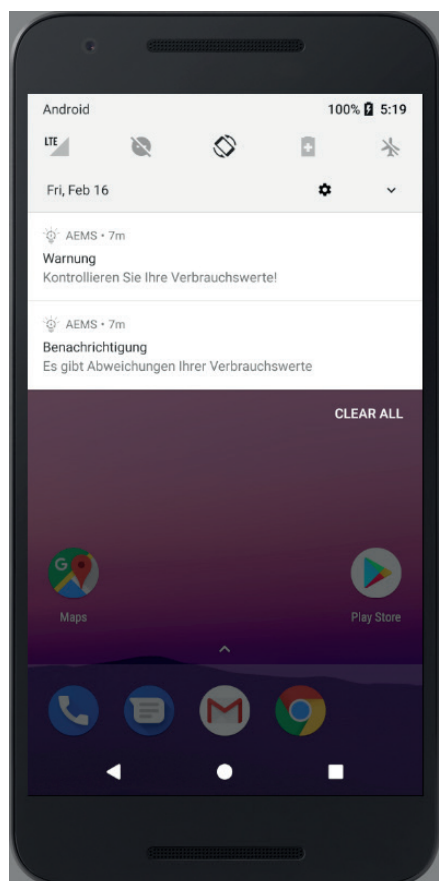 Android 100% 5:19
LTE
Fri, Feb 16
AEMS • 7m
Warnung
Kontrollieren Sie Ihre Verbrauchswerte!
AEMS • 7m
Benachrichtigung
Es gibt Abweichungen Ihrer Verbrauchswerte
CLEAR ALL
G
Maps Play Store